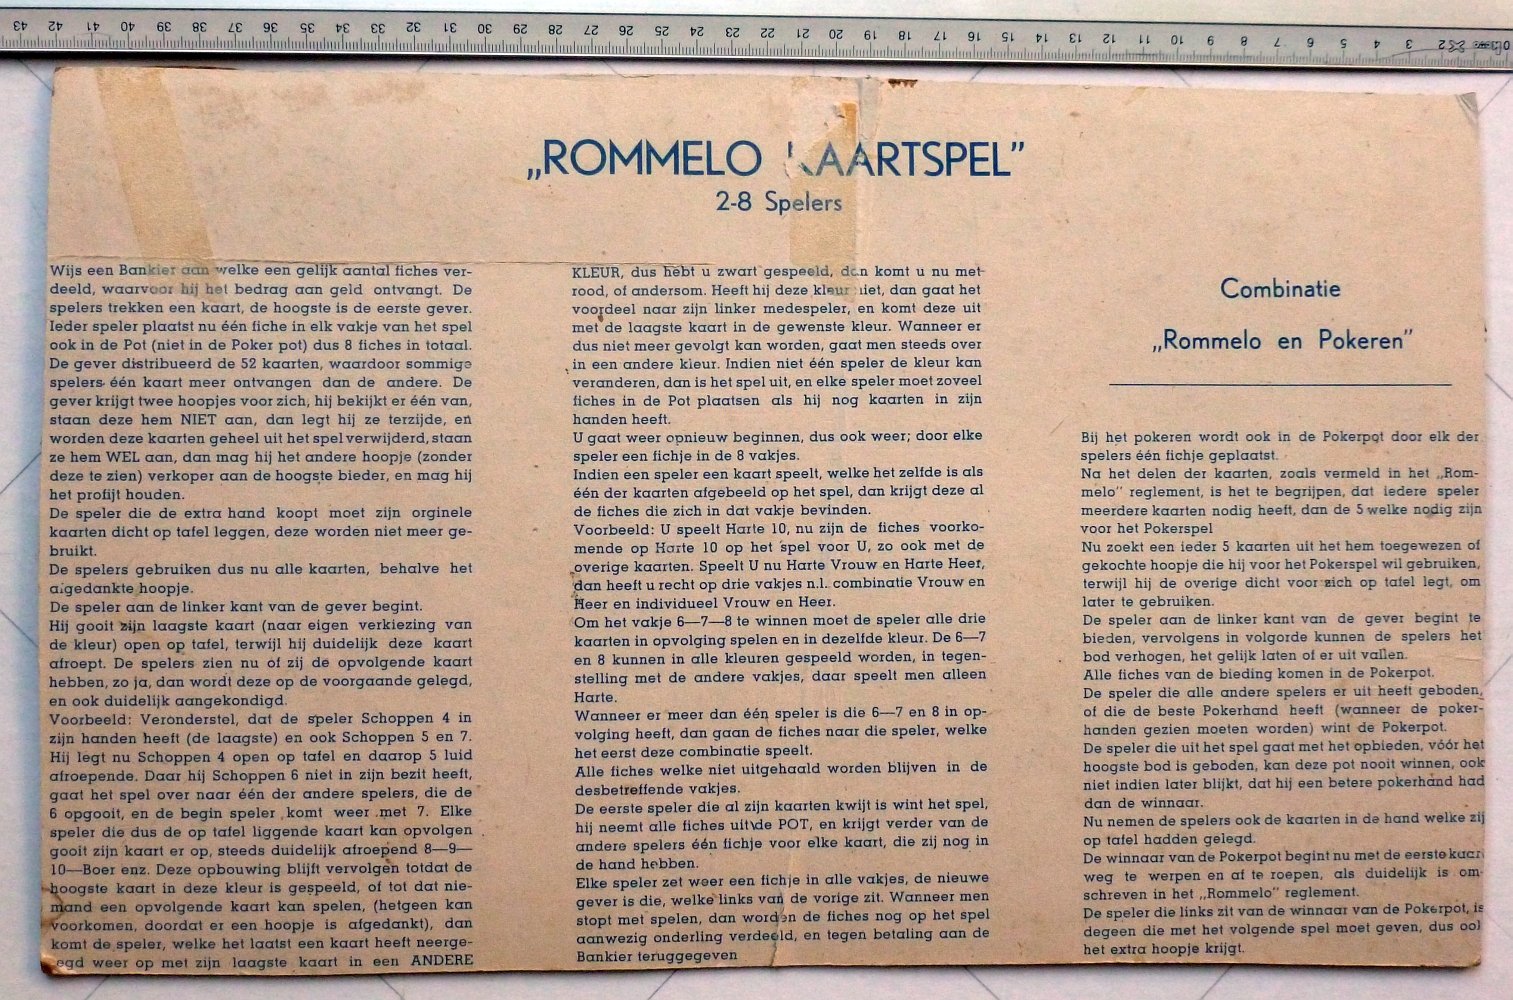 „ROMMELO KAARTSPEL”
2-8 Spelers
Wijs een Bankier aan welke een gelijk aantal fiches ver-
deeld, waarvoor hij het bedrag aan geld ontvangt. De
spelers trekken een kaart, de hoogste is de eerste gever.
Ieder speler plaatst nu één fiche in elk vakje van het spel
ook in de Pot (niet in de Poker pot) dus 8 fiches in totaal.
De gever distribueerd de 52 kaarten, waardoor sommige
spelers één kaart meer ontvangen dan de andere. De
gever krijgt twee hoopjes voor zich, hij bekijkt er één van,
staan deze hem NIET aan, dan legt hij ze terzijde, en
worden deze kaarten geheel uit het spel verwijderd, staan
ze hem WEL aan, dan mag hij het andere hoopje (zonder
deze te zien) verkoper aan de hoogste bieder, en mag hij
het profijt houden.
De speler die de extra hand koopt moet zijn orginele
kaarten dicht op tafel leggen, deze worden niet meer ge-
bruikt.
De spelers gebruiken dus nu alle kaarten, behalve het
afgedankte hoopje.
De speler aan de linker kant van de gever begint.
Hij gooit zijn laagste kaart (naar eigen verkiezing van
de kleur) open op tafel, terwijl hij duidelijk deze kaart
afroept. De spelers zien nu of zij de opvolgende kaart
hebben, zo ja, dan wordt deze op de voorgaande gelegd,
en ook duidelijk aangekondigd.
Voorbeeld: Veronderstel, dat de speler Schoppen 4 in
zijn handen heeft (de laagste) en ook Schoppen 5 en 7.
Hij legt nu Schoppen 4 open op tafel en daarop 5 luid
afroepende. Daar hij Schoppen 6 niet in zijn bezit heeft,
gaat het spel over naar één der andere spelers, die de
6 opgooit, en de begin speler komt weer met 7. Elke
speler die dus de op tafel liggende kaart kan opvolgen
gooit zijn kaart er op, steeds duidelijk afroepend 8—9—
10—Boer enz. Deze opbouwing blijft vervolgen totdat de
hoogste kaart in deze kleur is gespeeld, of tot dat nie-
mand een opvolgende kaart kan spelen, (hetgeen kan
voorkomen, doordat er een hoopje is afgedankt), dan
komt de speler, welke het laatst een kaart heeft neerge-
legd weer op met zijn laagste kaart in een ANDERE
KLEUR, dus hebt u zwart gespeeld, dan komt u nu met
rood, of andersom. Heeft hij deze kleur niet, dan gaat het
voordeel naar zijn linker medespeler, en komt deze uit
met de laagste kaart in de gewenste kleur. Wanneer er
dus niet meer gevolgt kan worden, gaat men steeds over
in een andere kleur. Indien niet één speler de kleur kan
veranderen, dan is het spel uit, en elke speler moet zoveel
fiches in de Pot plaatsen als hij nog kaarten in zijn
handen heeft.
U gaat weer opnieuw beginnen, dus ook weer; door elke
speler een fichje in de 8 vakjes.
Indien een speler een kaart speelt, welke het zelfde is als
één der kaarten afgebeeld op het spel, dan krijgt deze al
de fiches die zich in dat vakje bevinden.
Voorbeeld: U speelt Harte 10, nu zijn de fiches voorko-
mende op Harte 10 op het spel voor U, zo ook met de
overige kaarten. Speelt U nu Harte Vrouw en Harte Heer,
dan heeft u recht op drie vakjes n.l. combinatie Vrouw en
Heer en individueel Vrouw en Heer.
Om het vakje 6—7—8 te winnen moet de speler alle drie
kaarten in opvolging spelen en in dezelfde kleur. De 6—7
en 8 kunnen in alle kleuren gespeeld worden, in tegen-
stelling met de andere vakjes, daar speelt men alleen
Harte.
Wanneer er meer dan één speler is die 6—7 en 8 in op-
volging heeft, dan gaan de fiches naar die speler, welke
het eerst deze combinatie speelt.
Alle fiches welke niet uitgehaald worden blijven in de
desbetreffende vakjes.
De eerste speler die al zijn kaarten kwijt is wint het spel,
hij neemt alle fiches uit de POT, en krijgt verder van de
andere spelers één fichje voor elke kaart, die zij nog in
de hand hebben.
Elke speler zet weer een fichje in alle vakjes, de nieuwe
gever is die, welke links van de vorige zit. Wanneer men
stopt met spelen, dan worden de fiches nog op het spel
aanwezig onderling verdeeld, en tegen betaling aan de
Bankier teruggegeven
Combinatie
„Rommelo en Pokeren”
Bij het pokeren wordt ook in de Pokerpot door elk der
spelers één fichje geplaatst.
Na het delen der kaarten, zoals vermeld in het „Rom-
melo” reglement, is het te begrijpen, dat iedere speler
meerdere kaarten nodig heeft, dan de 5 welke nodig zijn
voor het Pokerspel
Nu zoekt een ieder 5 kaarten uit het hem toegewezen of
gekochte hoopje die hij voor het Pokerspel wil gebruiken,
terwijl hij de overige dicht voor zich op tafel legt, om
later te gebruiken.
De speler aan de linker kant van de gever begint te
bieden, vervolgens in volgorde kunnen de spelers het
bod verhogen, het gelijk laten of er uit vallen.
Alle fiches van de bieding komen in de Pokerpot.
De speler die alle andere spelers er uit heeft geboden,
of die de beste Pokerhand heeft (wanneer de poker-
handen gezien moeten worden) wint de Pokerpot.
De speler die uit het spel gaat met het opbieden, vóór het
hoogste bod is geboden, kan deze pot nooit winnen, ook
niet indien later blijkt, dat hij een betere pokerhand had
dan de winnaar.
Nu nemen de spelers ook de kaarten in de hand welke zij
op tafel hadden gelegd.
De winnaar van de Pokerpot begint nu met de eerste kaart
weg te werpen en af te roepen, als duidelijk is om-
schreven in het „Rommelo” reglement.
De speler die links zit van de winnaar van de Pokerpot, is
degeen die met het volgende spel moet geven, dus ook
het extra hoopje krijgt.